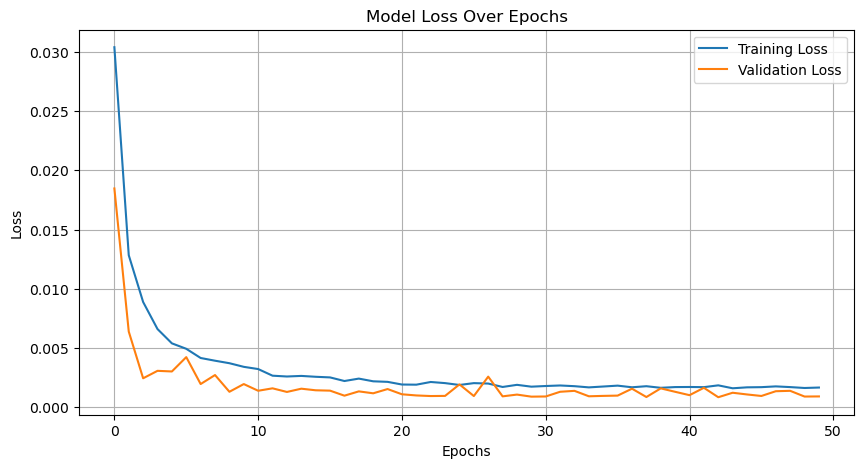 Model Loss Over Epochs
Training Loss
Validation Loss
0.030
0.025
0.020
0.015
0.010
0.005
0.000
Loss
0 10 20 30 40 50
Epochs